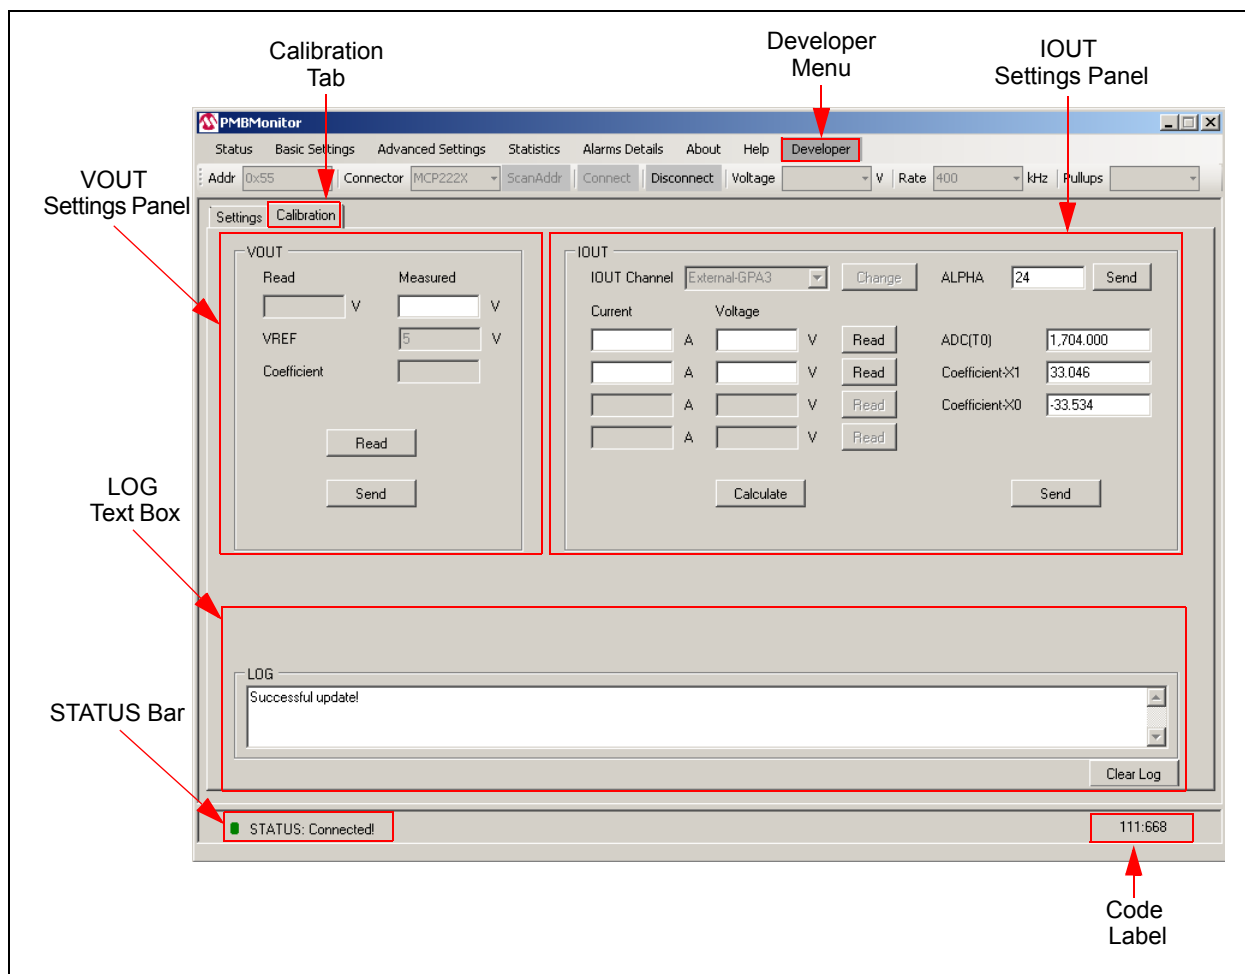 Calibration
Tab
Developer
Menu
IOUT
Settings Panel
VOUT
Settings Panel
LOG
Text Box
STATUS Bar
Code
Label
PMBMonitor
Status Basic Settings Advanced Settings Statistics Alarms Details About Help Developer
Addr 0x55 Connector MCP222X ScanAddr Connect Disconnect Voltage V Rate 400 kHz Pullups
Settings Calibration
VOUT
Read Measured
V V
VREF 5 V
Coefficient
Read
Send
IOUT
IOUT Channel External-GPA3 Change ALPHA 24 Send
Current Voltage
A V Read ADC(T0) 1,704.000
A V Read Coefficient-X1 33.046
A V Read Coefficient-X0 -33.534
A V Read
Calculate Send
LOG
Successful update!
Clear Log
STATUS: Connected! 111:668